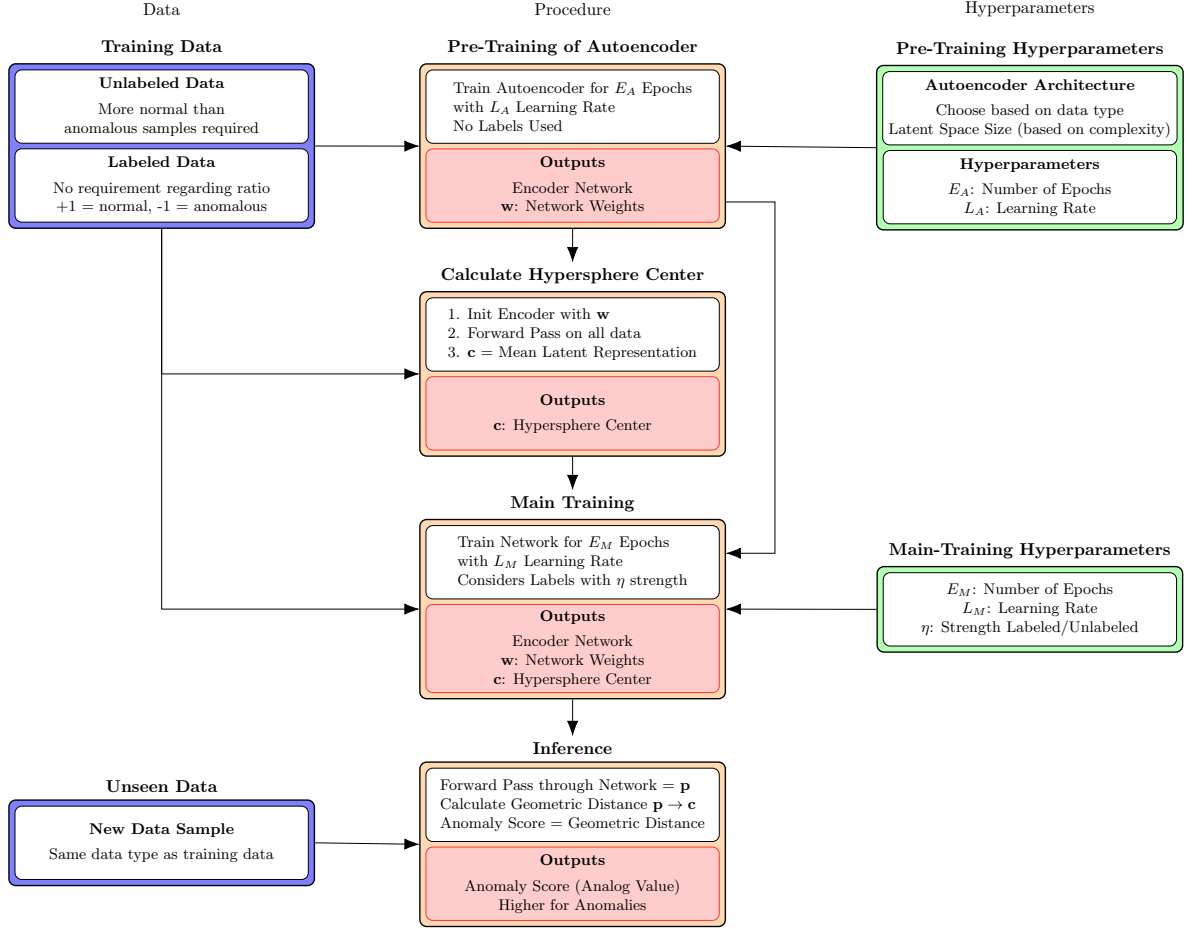 Data
Procedure
Hyperparameters
Training Data
Unlabeled Data
More normal than
anomalous samples required
Labeled Data
No requirement regarding ratio
+1 = normal, -1 = anomalous
Pre-Training of Autoencoder
Train Autoencoder for E_A Epochs
with L_A Learning Rate
No Labels Used
Outputs
Encoder Network
w: Network Weights
Pre-Training Hyperparameters
Autoencoder Architecture
Choose based on data type
Latent Space Size (based on complexity)
Hyperparameters
E_A: Number of Epochs
L_A: Learning Rate
Calculate Hypersphere Center
1. Init Encoder with w
2. Forward Pass on all data
3. c = Mean Latent Representation
Outputs
c: Hypersphere Center
Main Training
Train Network for E_M Epochs
with L_M Learning Rate
Considers Labels with η strength
Outputs
Encoder Network
w: Network Weights
c: Hypersphere Center
Main-Training Hyperparameters
E_M: Number of Epochs
L_M: Learning Rate
η: Strength Labeled/Unlabeled
Unseen Data
New Data Sample
Same data type as training data
Inference
Forward Pass through Network = p
Calculate Geometric Distance p → c
Anomaly Score = Geometric Distance
Outputs
Anomaly Score (Analog Value)
Higher for Anomalies